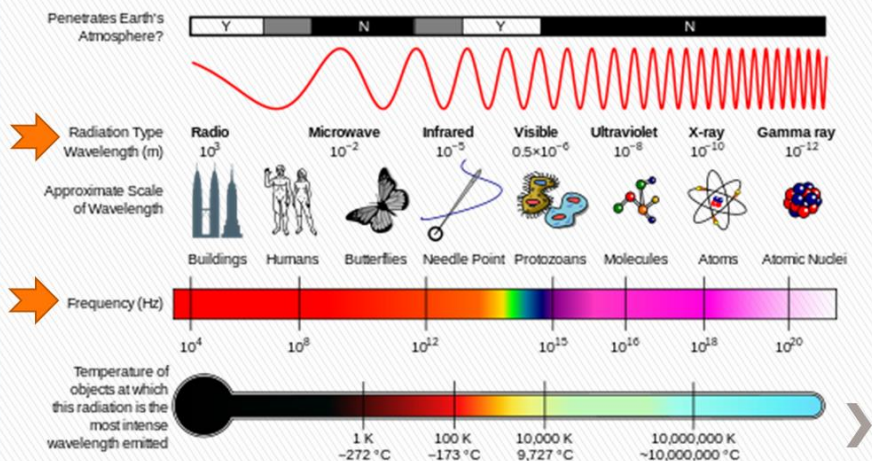 Penetrates Earth's
Atmosphere?
Y N Y N
Radiation Type
Wavelength (m)
Radio Microwave Infrared Visible Ultraviolet X-ray Gamma ray
10³ 10⁻² 10⁻⁵ 0.5×10⁻⁶ 10⁻⁸ 10⁻¹⁰ 10⁻¹²
Approximate Scale
of Wavelength
Buildings Humans Butterflies Needle Point Protozoans Molecules Atoms Atomic Nuclei
Frequency (Hz)
10⁴ 10⁸ 10¹² 10¹⁵ 10¹⁶ 10¹⁸ 10²⁰
Temperature of
objects at which
this radiation is the
most intense
wavelength emitted
1 K 100 K 10,000 K 10,000,000 K
−272 °C −173 °C 9,727 °C ~10,000,000 °C